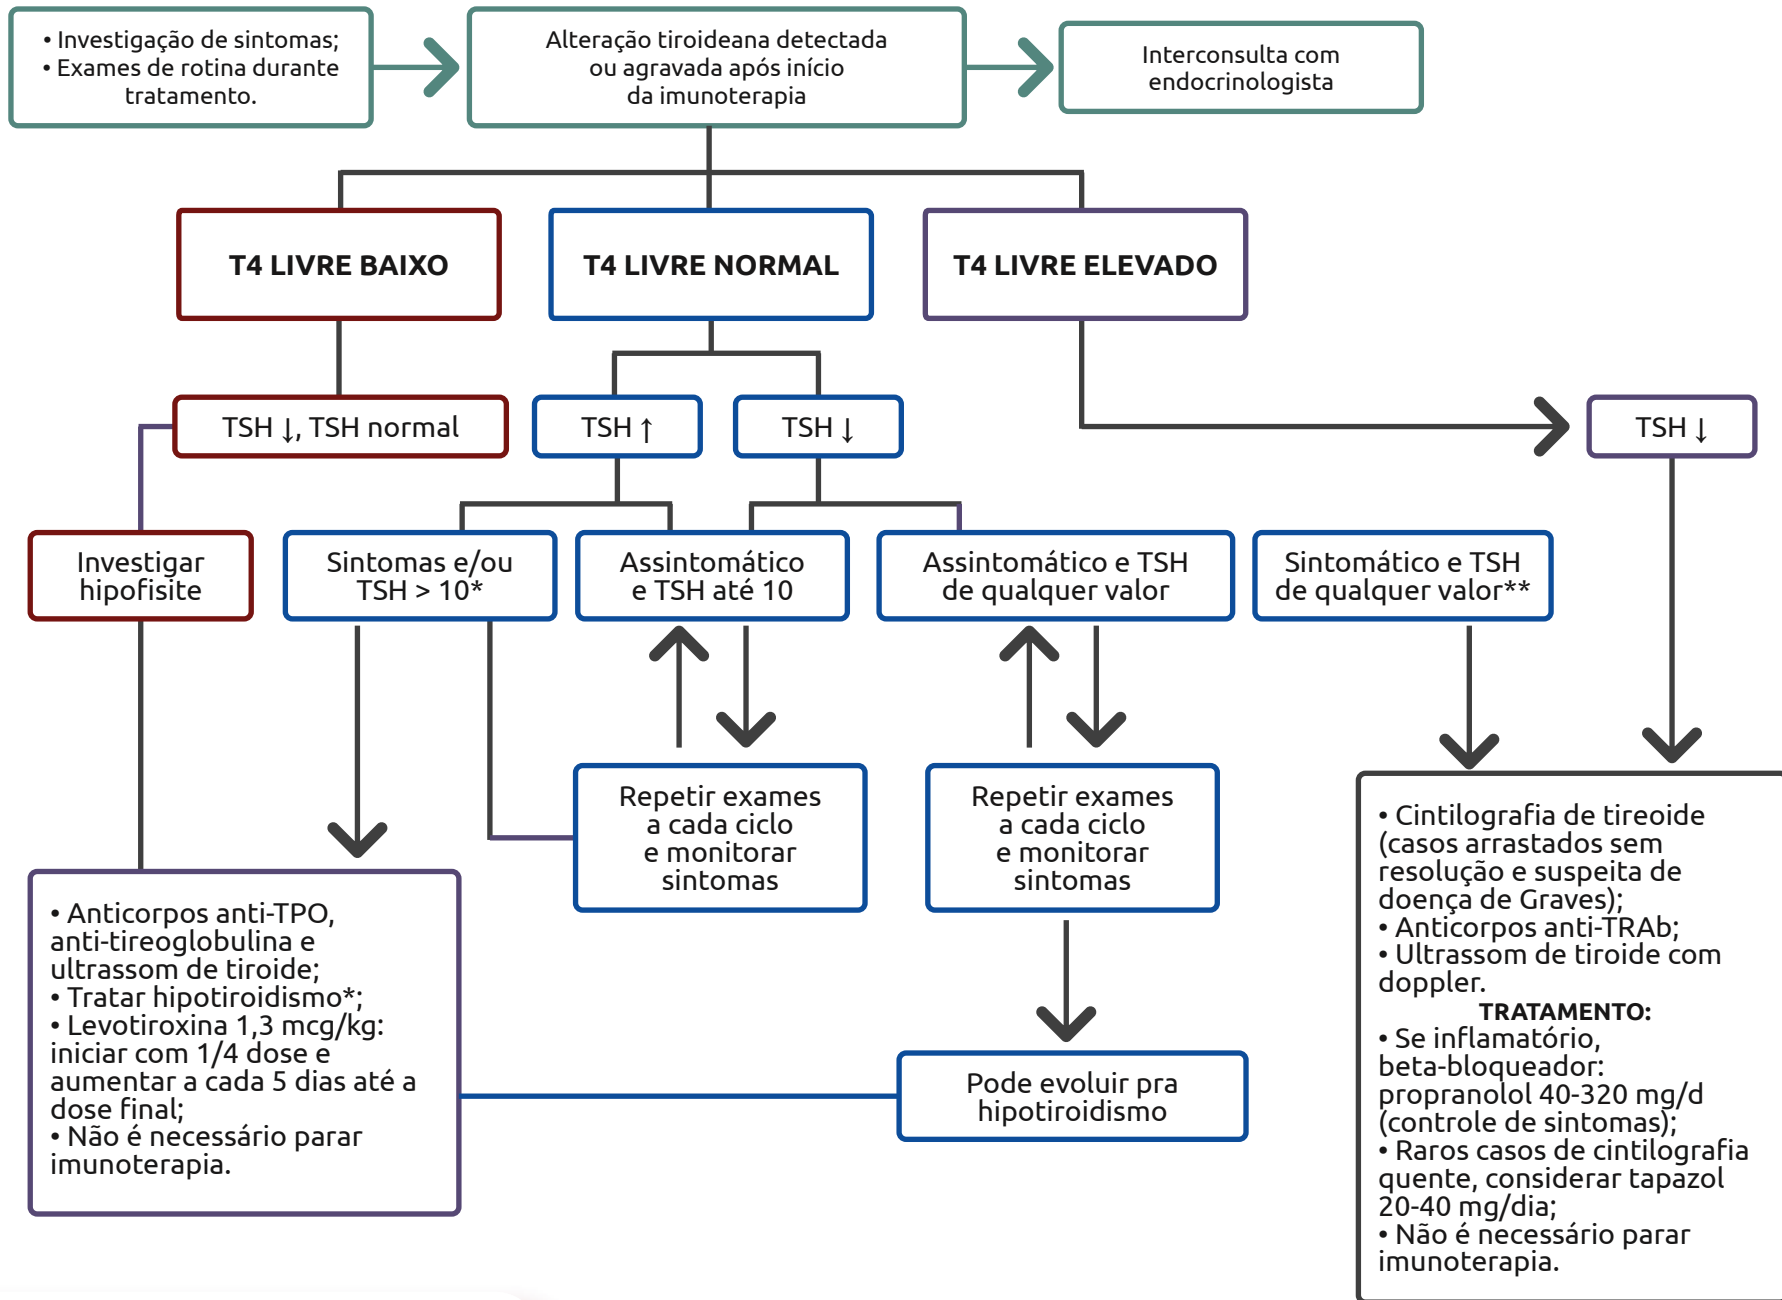 • Investigação de sintomas;
• Exames de rotina durante
tratamento.
Alteração tiroideana detectada
ou agravada após início
da imunoterapia
Interconsulta com
endocrinologista
T4 LIVRE BAIXO
T4 LIVRE NORMAL
T4 LIVRE ELEVADO
TSH ↓, TSH normal
TSH ↑
TSH ↓
TSH ↓
Investigar
hipofisite
Sintomas e/ou
TSH > 10*
Assintomático
e TSH até 10
Assintomático e TSH
de qualquer valor
Sintomático e TSH
de qualquer valor**
Repetir exames
a cada ciclo
e monitorar
sintomas
Repetir exames
a cada ciclo
e monitorar
sintomas
• Anticorpos anti-TPO,
anti-tireoglobulina e
ultrassom de tiroide;
• Tratar hipotiroidismo*;
• Levotiroxina 1,3 mcg/kg:
iniciar com 1/4 dose e
aumentar a cada 5 dias até a
dose final;
• Não é necessário parar
imunoterapia.
Pode evoluir pra
hipotiroidismo
• Cintilografia de tireoide
(casos arrastados sem
resolução e suspeita de
doença de Graves);
• Anticorpos anti-TRAb;
• Ultrassom de tiroide com
doppler.
TRATAMENTO:
• Se inflamatório,
beta-bloqueador:
propranolol 40-320 mg/d
(controle de sintomas);
• Raros casos de cintilografia
quente, considerar tapazol
20-40 mg/dia;
• Não é necessário parar
imunoterapia.